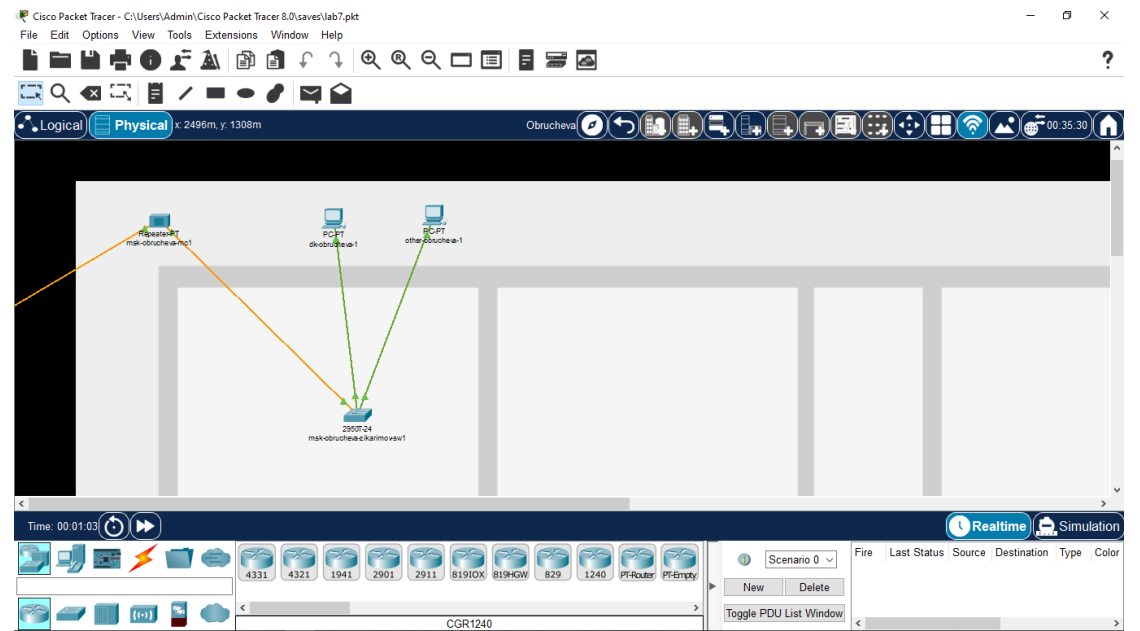 Cisco Packet Tracer - C:\Users\Admin\Cisco Packet Tracer 8.0\saves\lab7.pkt
File Edit Options View Tools Extensions Window Help
Logical Physical x: 2496m, y: 1308m Obrucheva 00:35:30
Repeater-PT
msk-obrucheva-mc1
PC-PT
dk-obrucheva-1
PC-PT
other-obrucheva-1
2950T-24
msk-obrucheva-zikarimov-sw1
Time: 00:01:03 Realtime Simulation
4331 4321 1941 2901 2911 819IOX 819HGW 829 1240 PT-Router PT-Empty
CGR1240
Scenario 0
New Delete
Toggle PDU List Window
Fire Last Status Source Destination Type Color